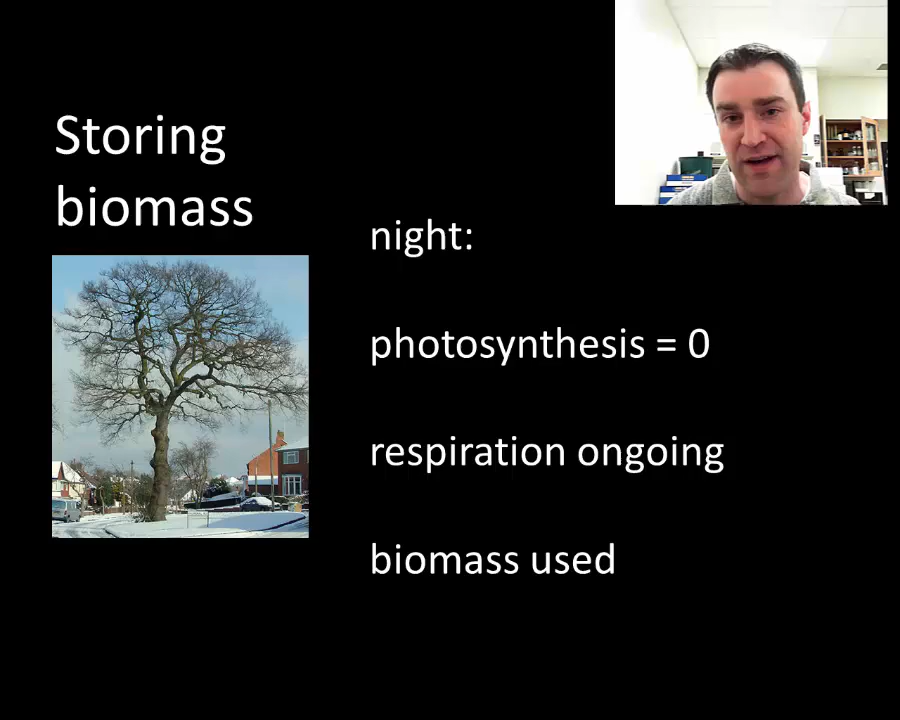 Storing
biomass
night:
photosynthesis = 0
respiration ongoing
biomass used